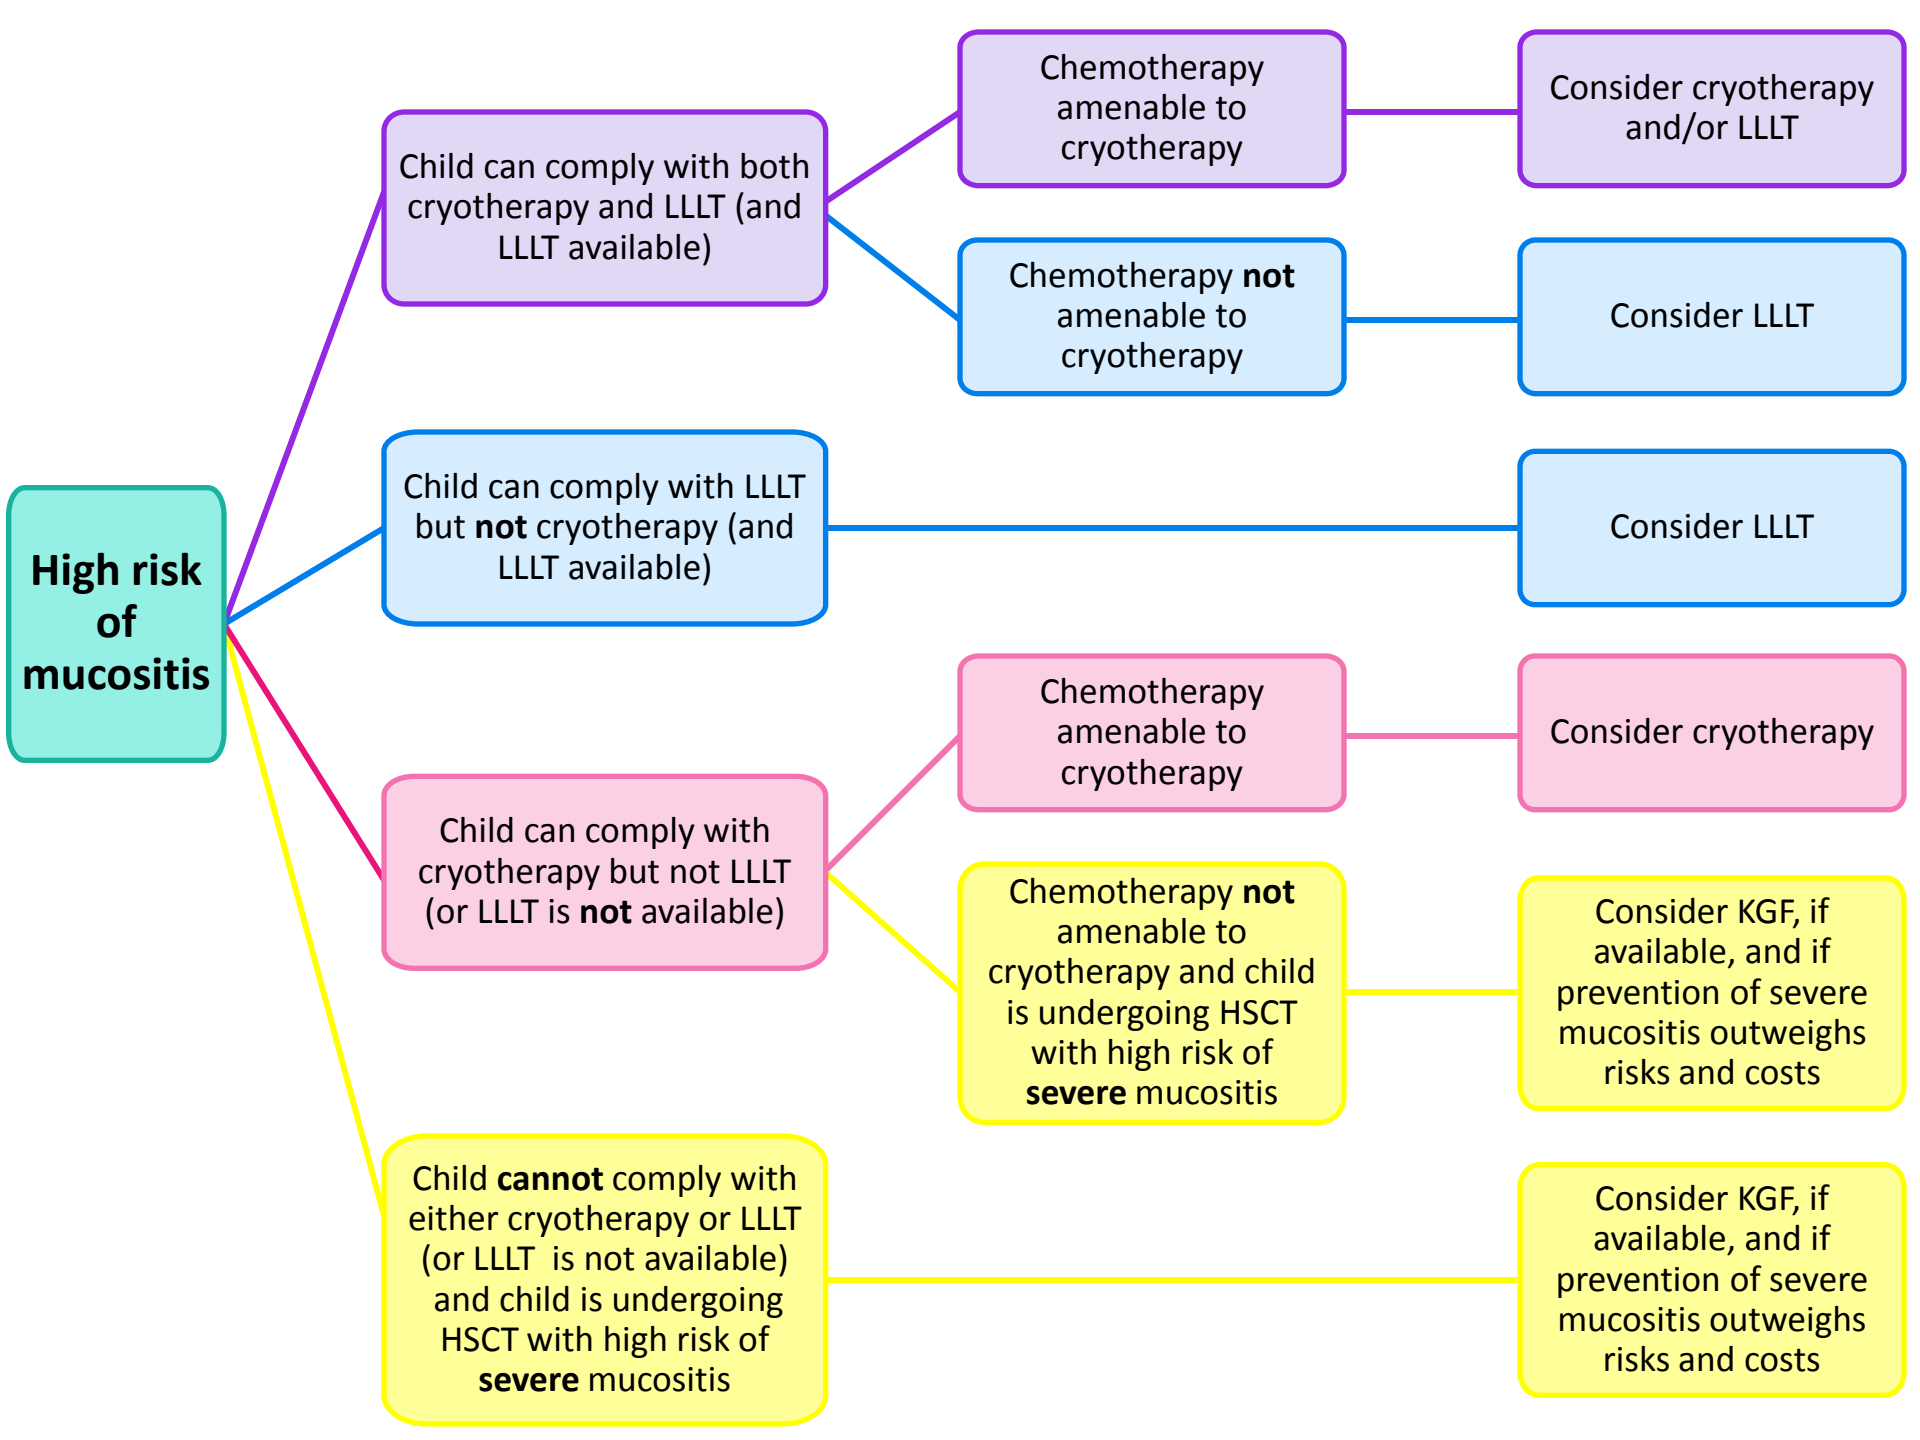 High risk
of
mucositis
Child can comply with both
cryotherapy and LLLT (and
LLLT available)
Chemotherapy
amenable to
cryotherapy
Consider cryotherapy
and/or LLLT
Chemotherapy not
amenable to
cryotherapy
Consider LLLT
Child can comply with LLLT
but not cryotherapy (and
LLLT available)
Consider LLLT
Child can comply with
cryotherapy but not LLLT
(or LLLT is not available)
Chemotherapy
amenable to
cryotherapy
Consider cryotherapy
Chemotherapy not
amenable to
cryotherapy and child
is undergoing HSCT
with high risk of
severe mucositis
Consider KGF, if
available, and if
prevention of severe
mucositis outweighs
risks and costs
Child cannot comply with
either cryotherapy or LLLT
(or LLLT is not available)
and child is undergoing
HSCT with high risk of
severe mucositis
Consider KGF, if
available, and if
prevention of severe
mucositis outweighs
risks and costs